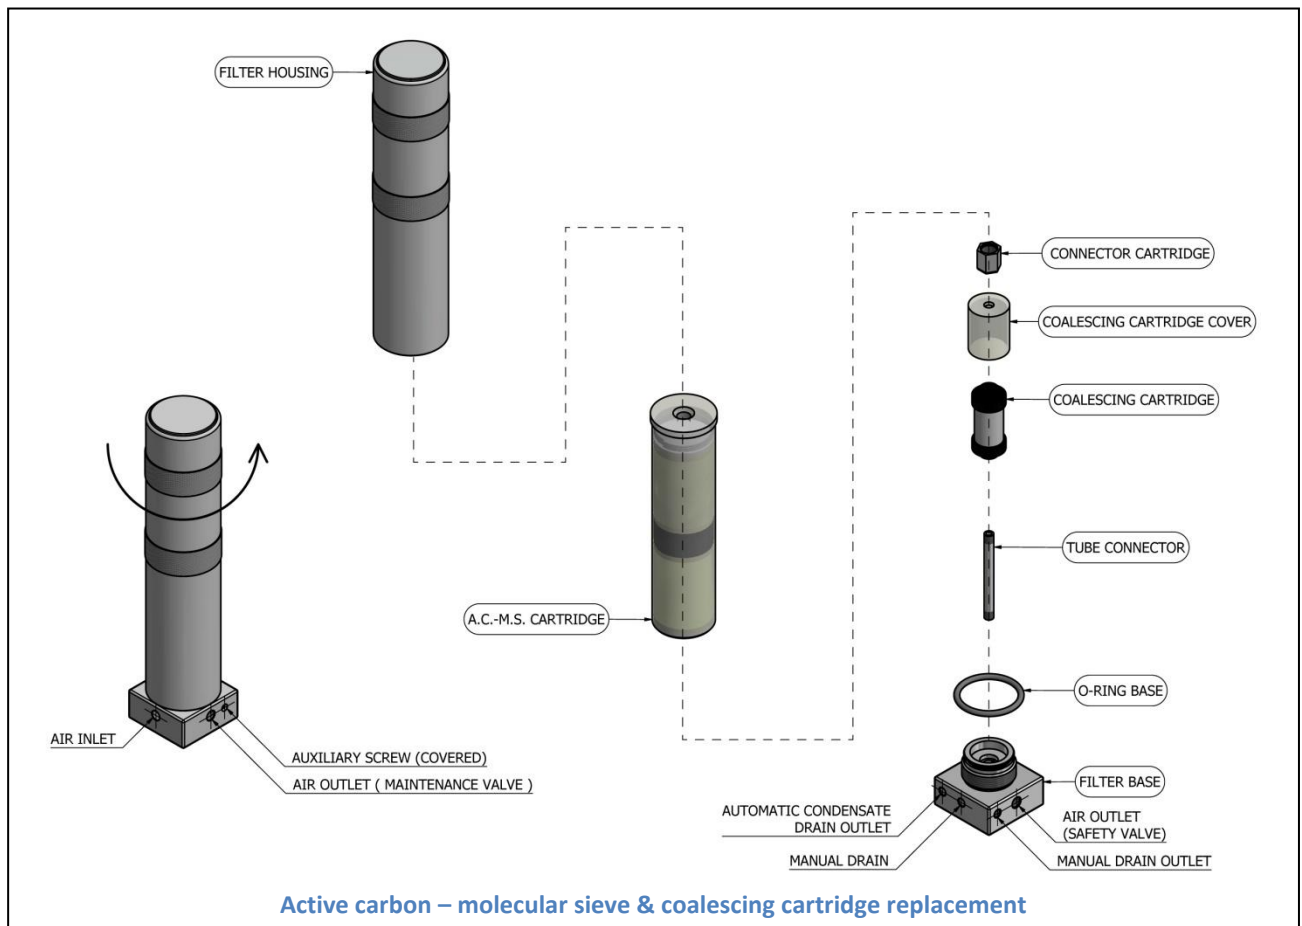 FILTER HOUSING
CONNECTOR CARTRIDGE
COALESCING CARTRIDGE COVER
COALESCING CARTRIDGE
TUBE CONNECTOR
A.C.-M.S. CARTRIDGE
O-RING BASE
AIR INLET
AUXILIARY SCREW (COVERED)
AIR OUTLET ( MAINTENANCE VALVE )
FILTER BASE
AUTOMATIC CONDENSATE
DRAIN OUTLET
AIR OUTLET
(SAFETY VALVE)
MANUAL DRAIN
MANUAL DRAIN OUTLET
Active carbon – molecular sieve & coalescing cartridge replacement